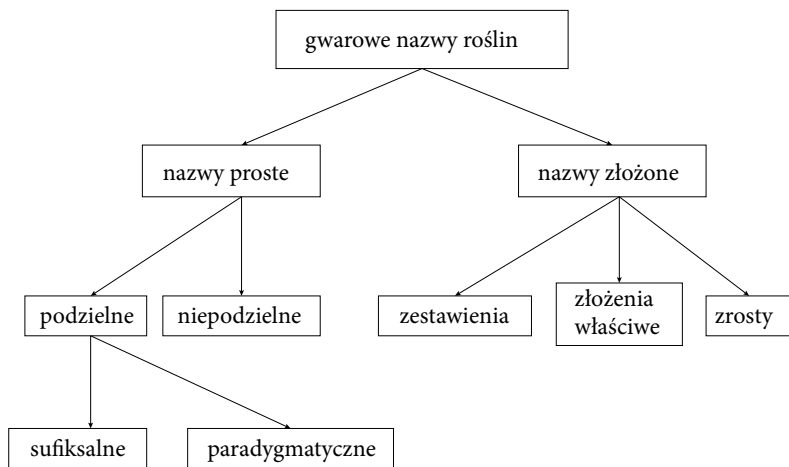 gwarowe nazwy roślin
nazwy proste
nazwy złożone
podzielne
niepodzielne
zestawienia
złożenia
właściwe
zrosty
sufiksalne
paradygmatyczne